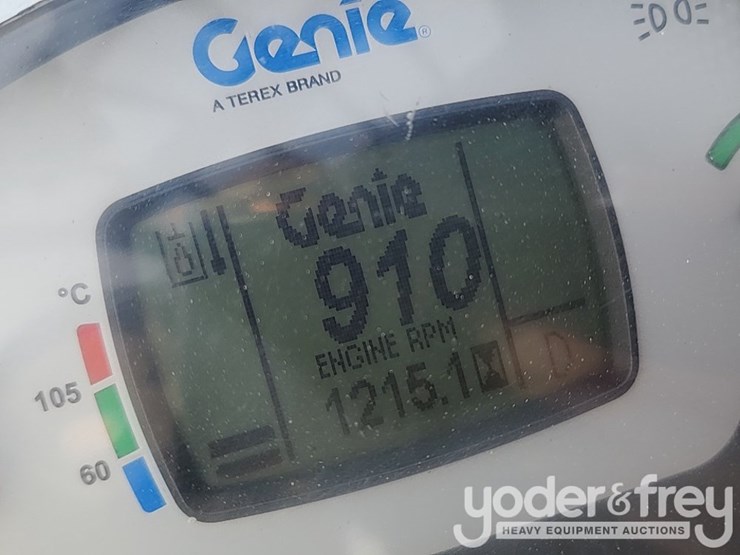 Genie®
A TEREX BRAND
Genie
910
ENGINE RPM
1215.1
D
°C
105
60
yoder&frey
HEAVY EQUIPMENT AUCTIONS